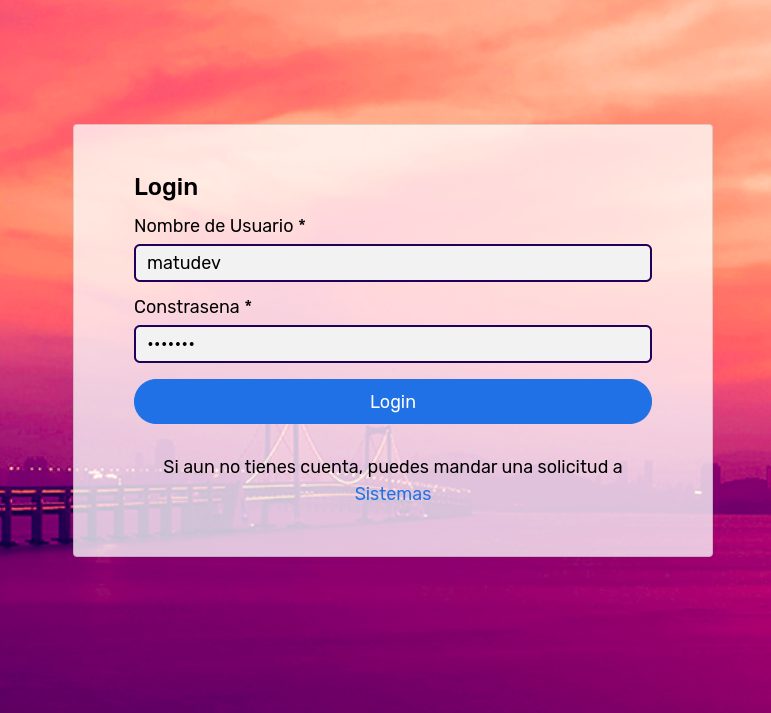 Login
Nombre de Usuario *
matudev
Constrasena *
•••••••
Login
Si aun no tienes cuenta, puedes mandar una solicitud a
Sistemas